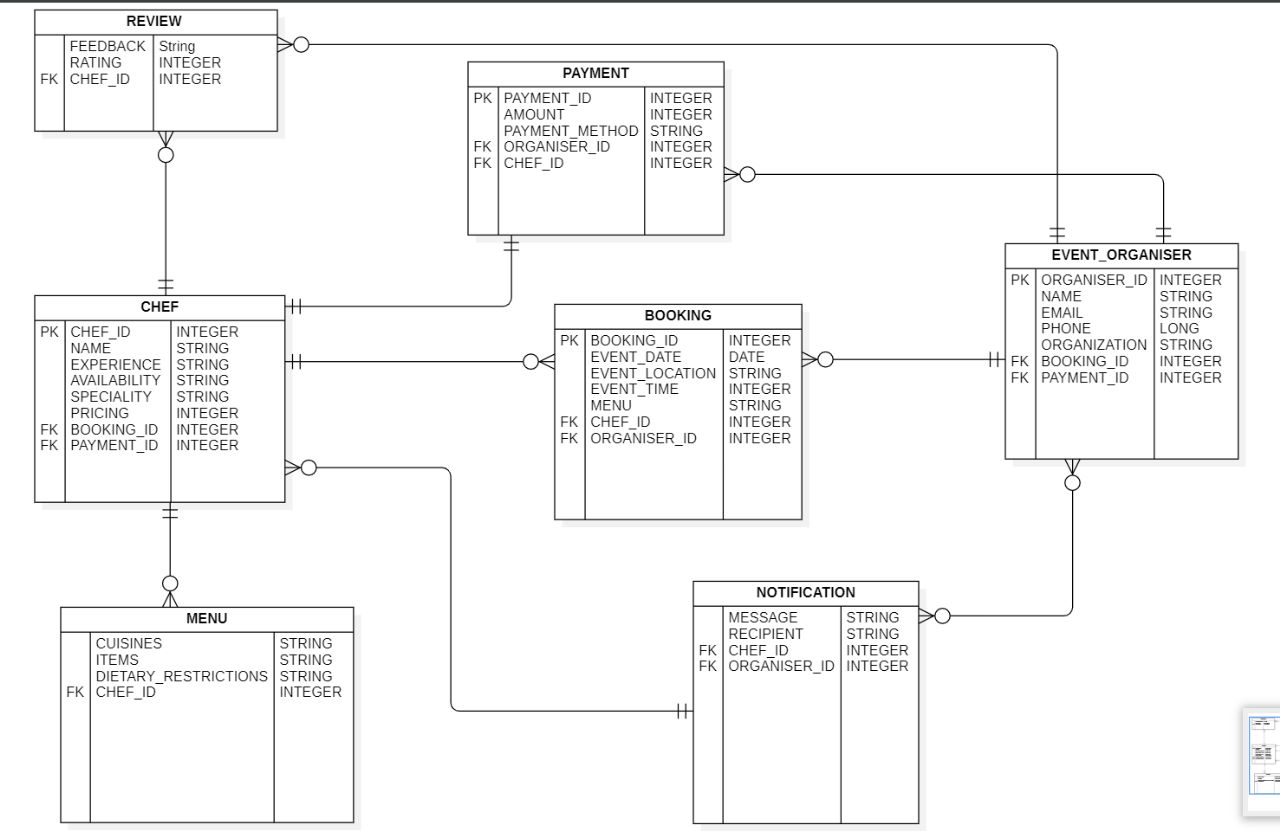 REVIEW
FEEDBACK String
RATING INTEGER
FK CHEF_ID INTEGER
PAYMENT
PK PAYMENT_ID INTEGER
AMOUNT INTEGER
PAYMENT_METHOD STRING
FK ORGANISER_ID INTEGER
FK CHEF_ID INTEGER
EVENT_ORGANISER
PK ORGANISER_ID INTEGER
NAME STRING
EMAIL STRING
PHONE LONG
ORGANIZATION STRING
FK BOOKING_ID INTEGER
FK PAYMENT_ID INTEGER
CHEF
PK CHEF_ID INTEGER
NAME STRING
EXPERIENCE STRING
AVAILABILITY STRING
SPECIALITY STRING
PRICING INTEGER
FK BOOKING_ID INTEGER
FK PAYMENT_ID INTEGER
BOOKING
PK BOOKING_ID INTEGER
EVENT_DATE DATE
EVENT_LOCATION STRING
EVENT_TIME INTEGER
MENU STRING
FK CHEF_ID INTEGER
FK ORGANISER_ID INTEGER
MENU
CUISINES STRING
ITEMS STRING
DIETARY_RESTRICTIONS STRING
FK CHEF_ID INTEGER
NOTIFICATION
MESSAGE STRING
RECIPIENT STRING
FK CHEF_ID INTEGER
FK ORGANISER_ID INTEGER